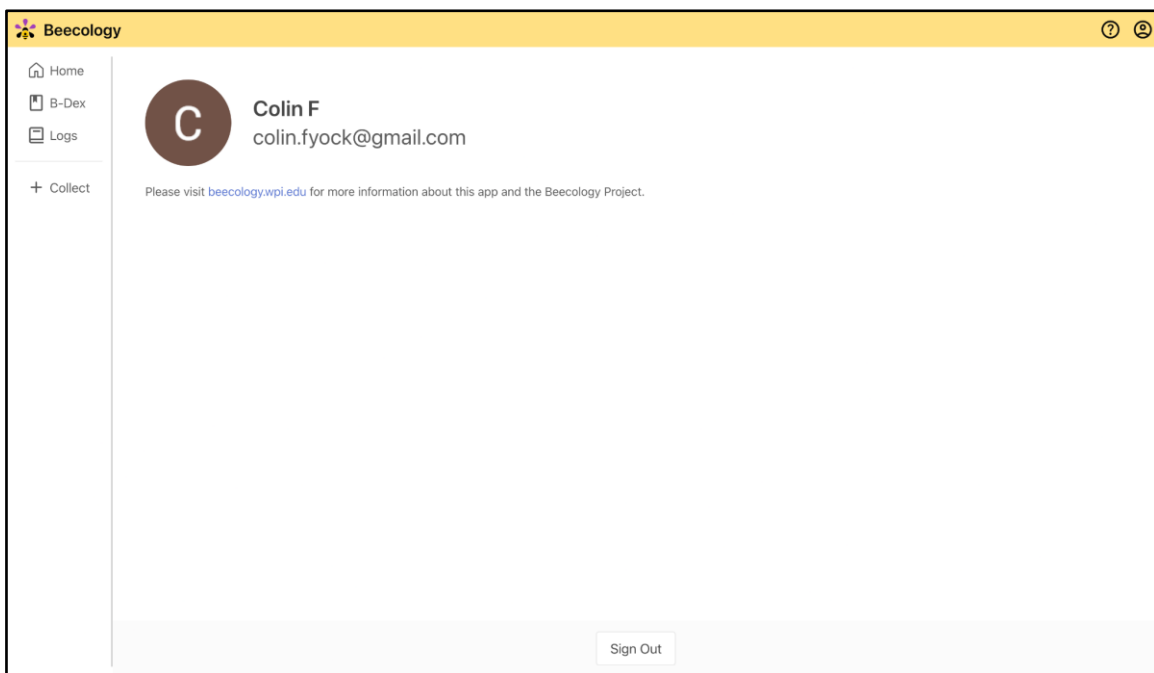 Beecology
Home
B-Dex
Logs
Collect
C
Colin F
colin.fyock@gmail.com
Please visit beecology.wpi.edu for more information about this app and the Beecology Project.
Sign Out